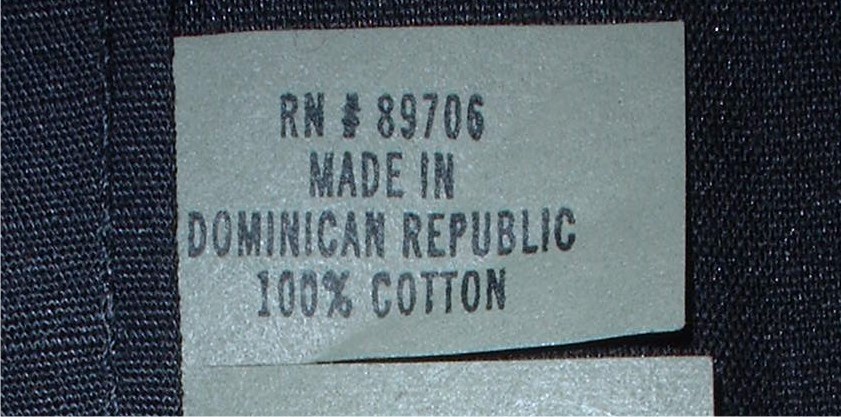 RN # 89706
MADE IN
DOMINICAN REPUBLIC
100% COTTON